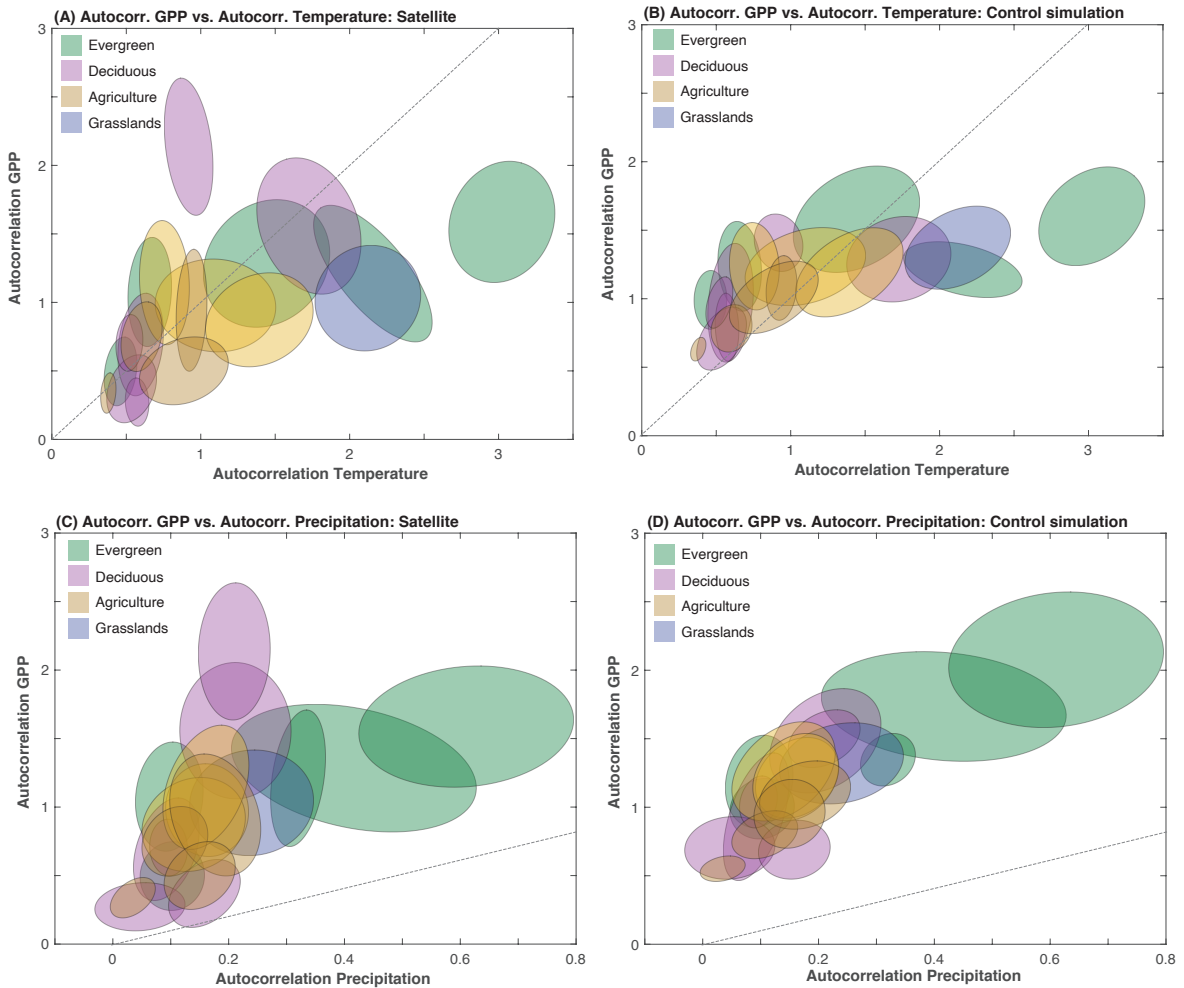 (A) Autocorr. GPP vs. Autocorr. Temperature: Satellite
3
Evergreen
Deciduous
Agriculture
Grasslands
2
1
0
Autocorrelation GPP
0 1 2 3
Autocorrelation Temperature
(B) Autocorr. GPP vs. Autocorr. Temperature: Control simulation
3
Evergreen
Deciduous
Agriculture
Grasslands
2
1
0
Autocorrelation GPP
0 1 2 3
Autocorrelation Temperature
(C) Autocorr. GPP vs. Autocorr. Precipitation: Satellite
3
Evergreen
Deciduous
Agriculture
Grasslands
2
1
0
Autocorrelation GPP
0 0.2 0.4 0.6 0.8
Autocorrelation Precipitation
(D) Autocorr. GPP vs. Autocorr. Precipitation: Control simulation
3
Evergreen
Deciduous
Agriculture
Grasslands
2
1
0
Autocorrelation GPP
0 0.2 0.4 0.6 0.8
Autocorrelation Precipitation